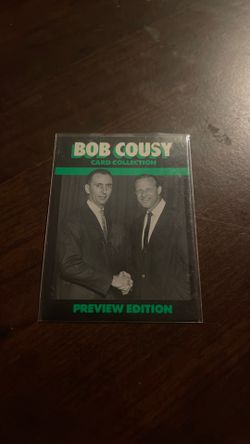 BOB COUSY
CARD COLLECTION
PREVIEW EDITION